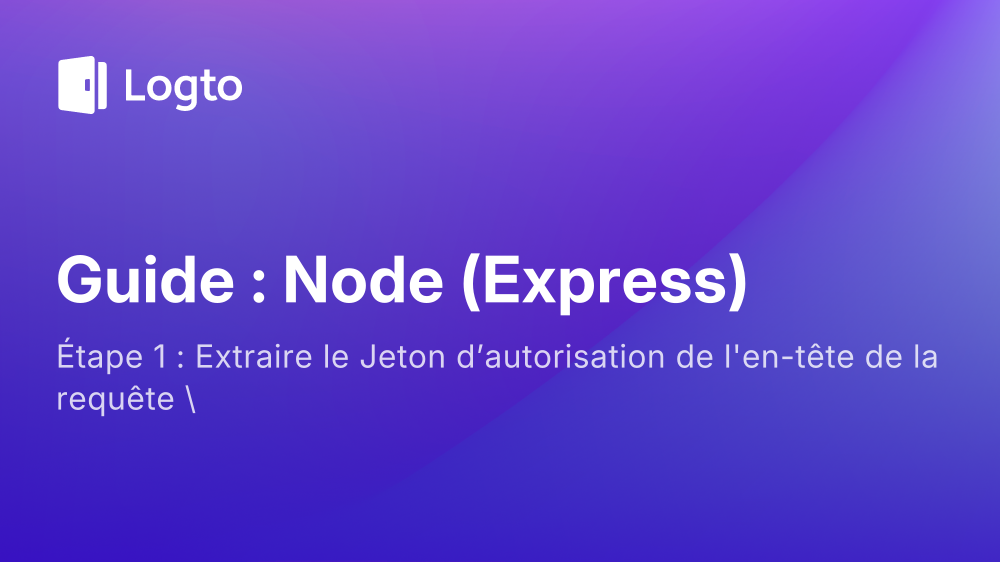 Logto
Guide : Node (Express)
Étape 1 : Extraire le Jeton d’autorisation de l'en-tête de la
requête \